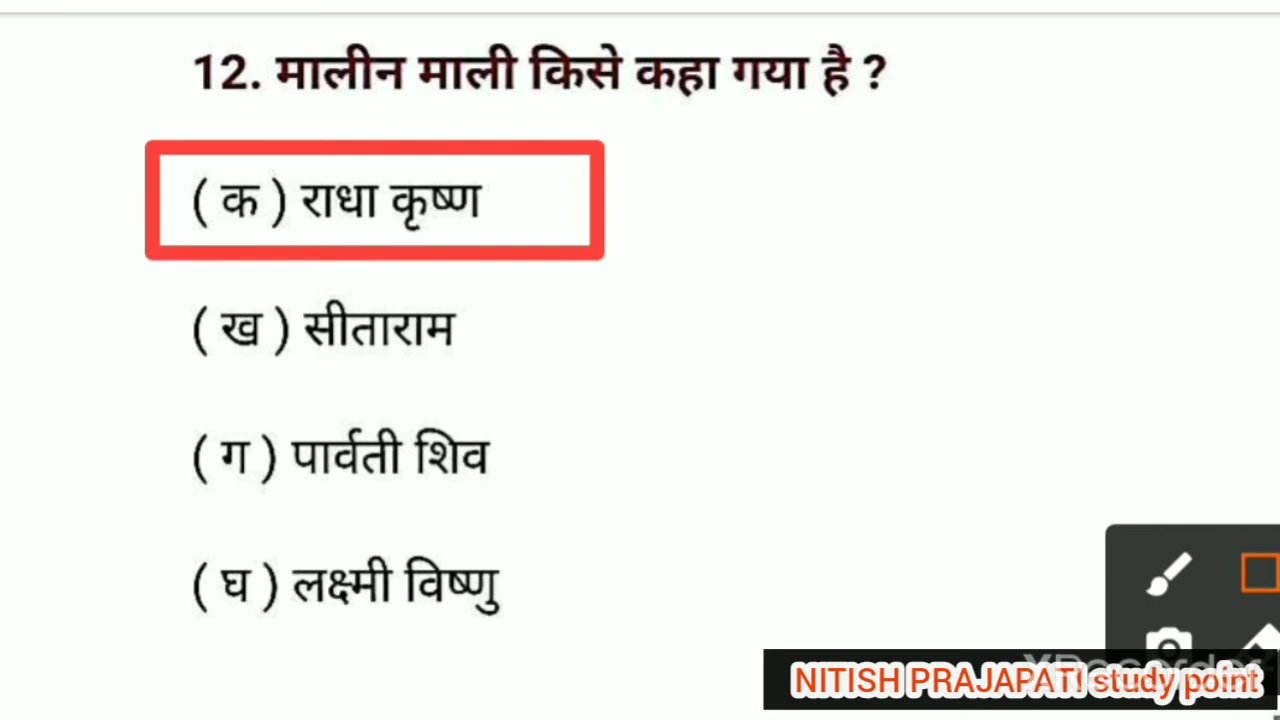 12. मालीन माली किसे कहा गया है ?
( क ) राधा कृष्ण
( ख ) सीताराम
( ग ) पार्वती शिव
( घ ) लक्ष्मी विष्णु
NITISH PRAJAPATI study point